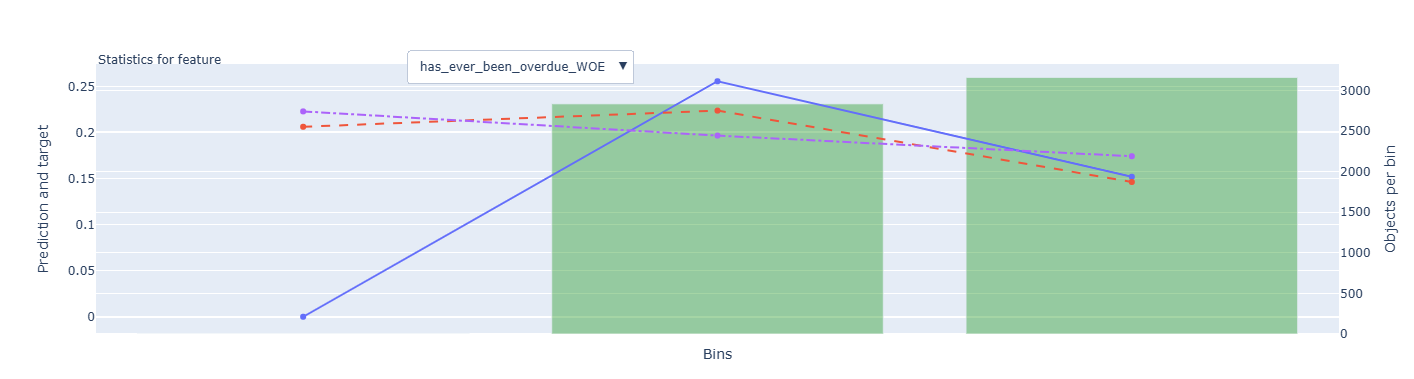 Statistics for feature
has_ever_been_overdue_WOE ▼
Prediction and target
0.25
0.2
0.15
0.1
0.05
0
3000
2500
2000
1500
1000
500
0
Objects per bin
Bins